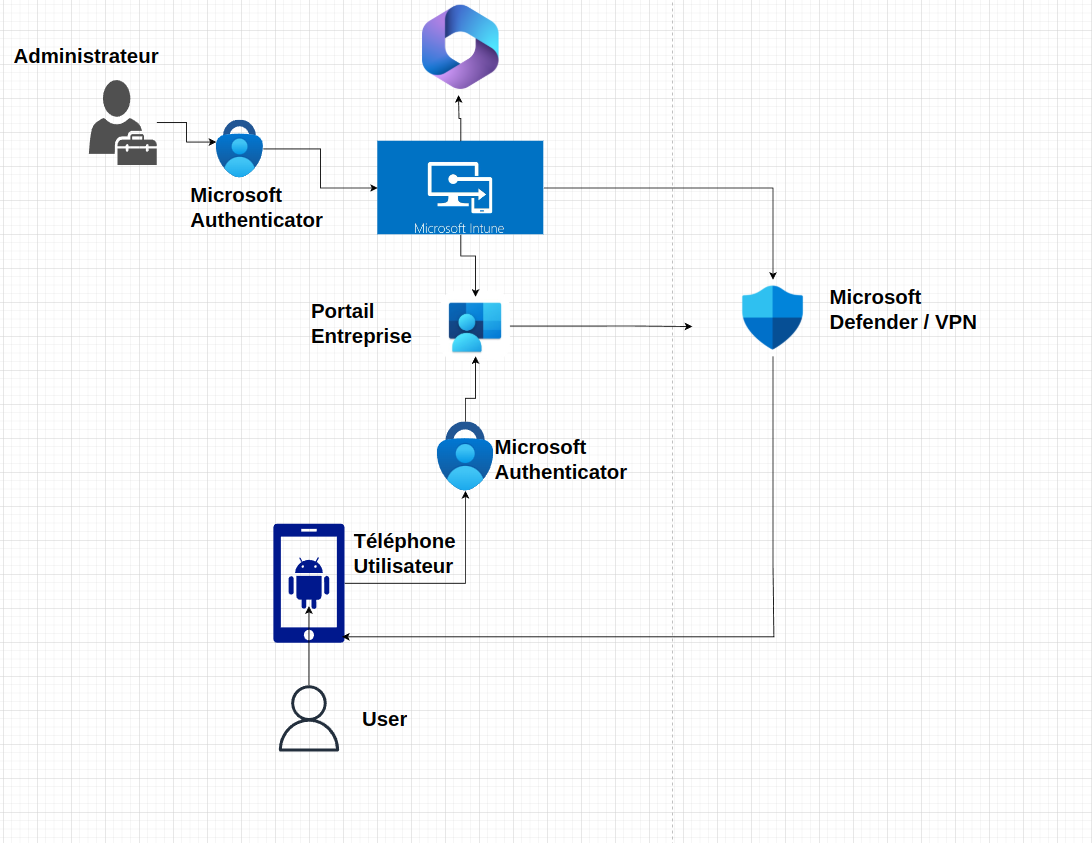 Administrateur
Microsoft
Authenticator
Microsoft Intune
Portail
Entreprise
Microsoft
Defender / VPN
Microsoft
Authenticator
Téléphone
Utilisateur
User